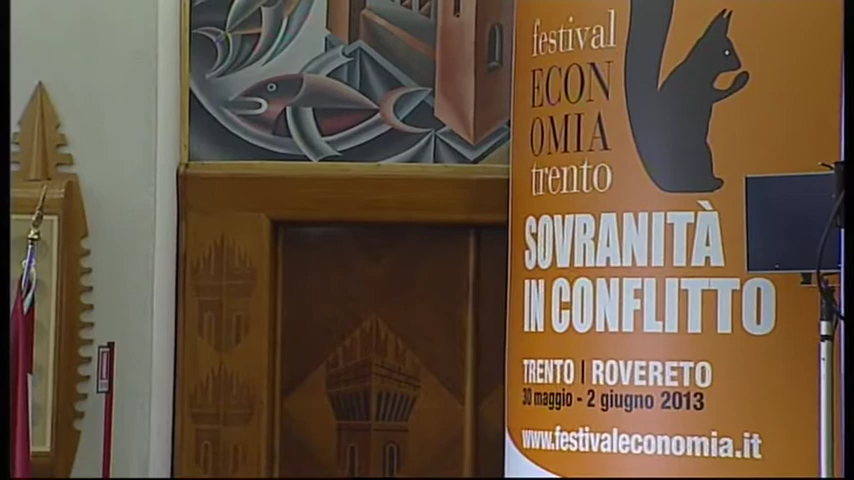 festival
ECON
OMIA
trento
SOVRANITÀ
IN CONFLITTO
TRENTO | ROVERETO
30 maggio - 2 giugno 2013
www.festivaleconomia.it